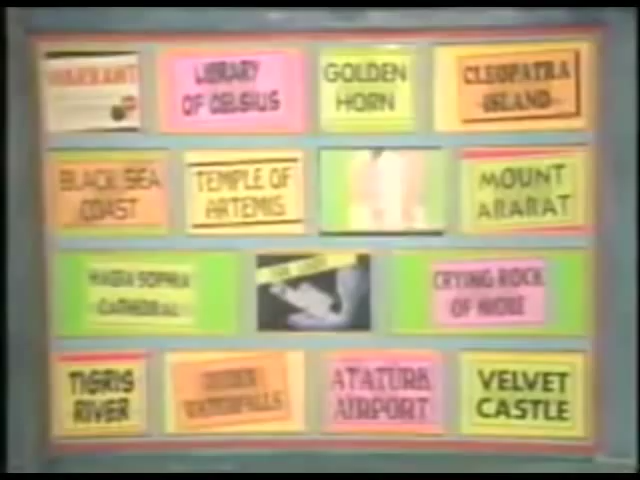 WARRANT
LIBRARY
OF CELSIUS
GOLDEN
HORN
CLEOPATRA
ISLAND
BLACK SEA
COAST
TEMPLE OF
ARTEMIS
MOUNT
ARARAT
HAGIA SOPHIA
CATHEDRAL
CRYING ROCK
OF NIOBE
TIGRIS
RIVER
WATERFALLS
ATATURK
AIRPORT
VELVET
CASTLE